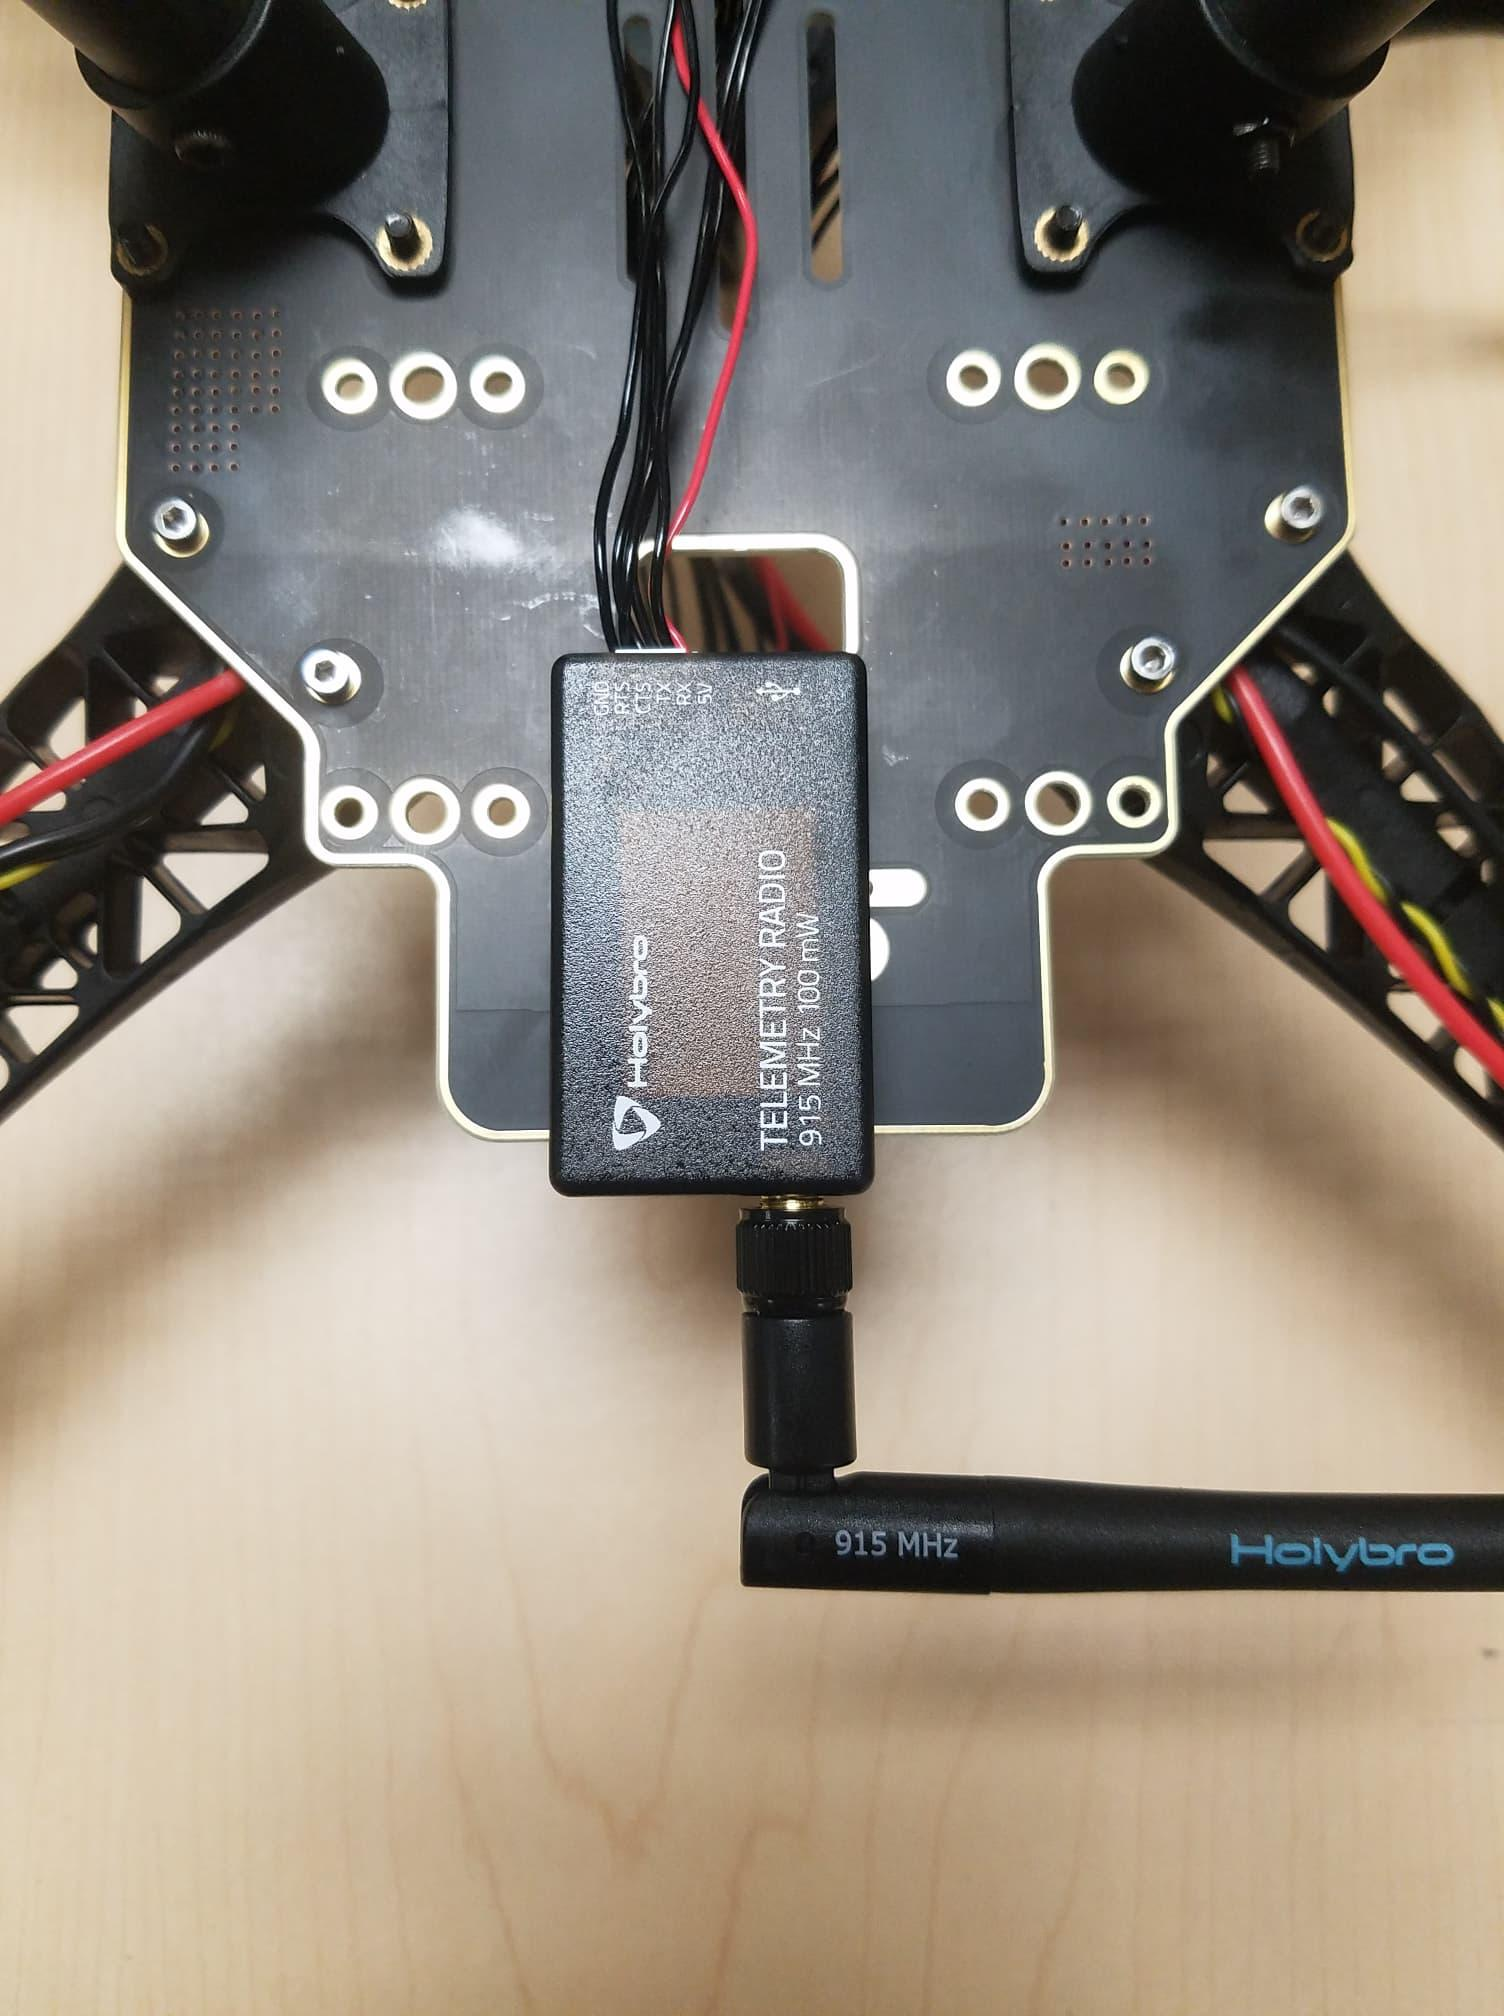 GND
RTS
CTS
TX
RX
5V
Holybro
TELEMETRY RADIO
915 MHz 100 mW
915 MHz
Holybro